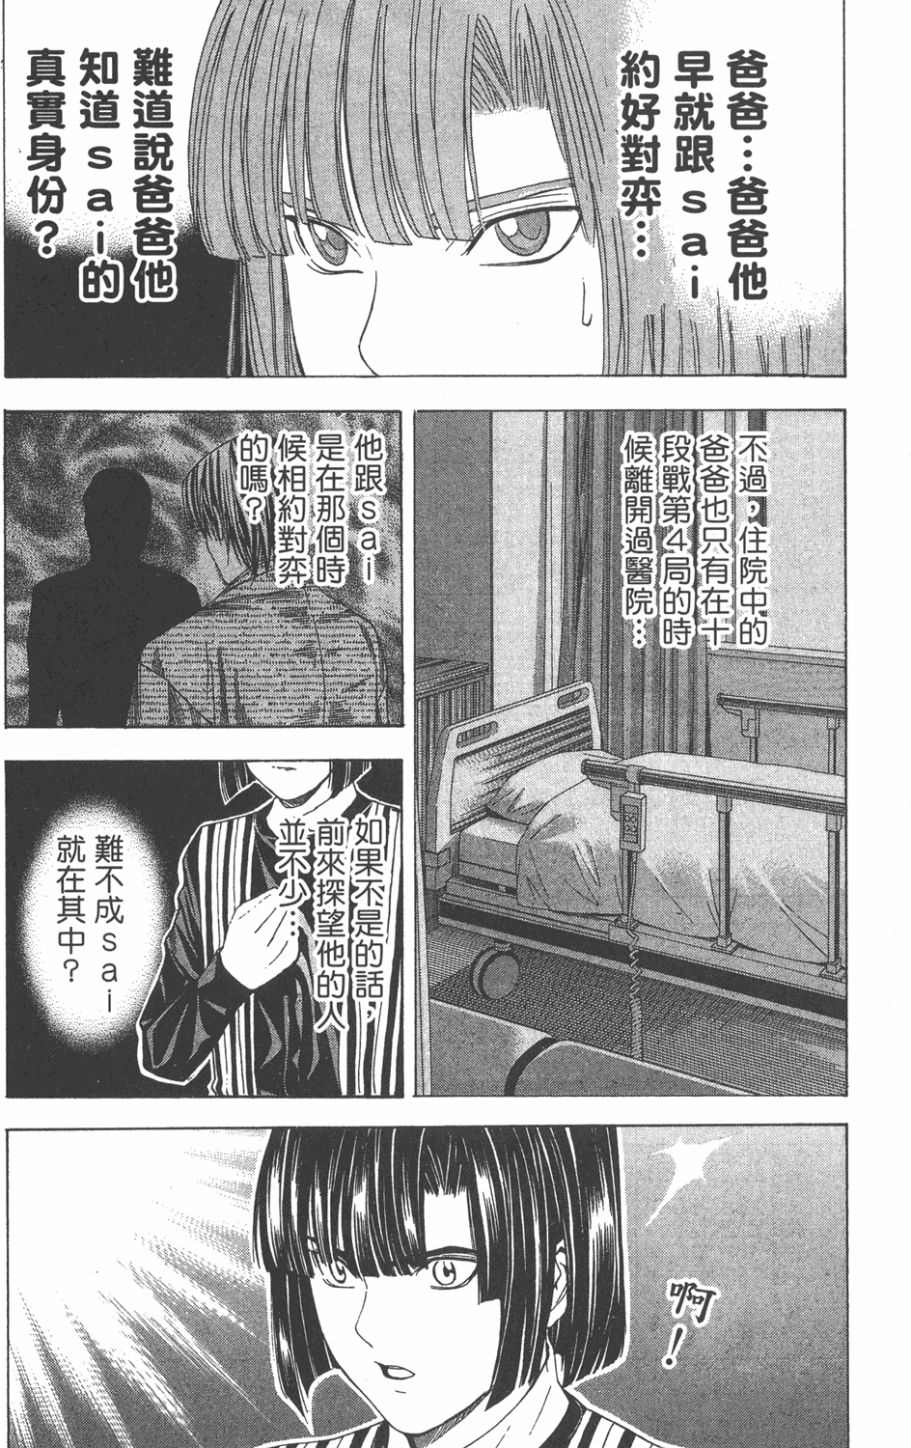 爸爸…爸爸他
早就跟sai
約好對弈…
難道說爸爸他
知道sai的
真實身份？
不過，住院中的
爸爸也只有在十
段戰第4局的時
候離開過醫院…
他跟sai
是在那個時
候相約對弈
的嗎？
如果不是的話，
前來探望他的人
並不少…
難不成sai
就在其中？
啊！